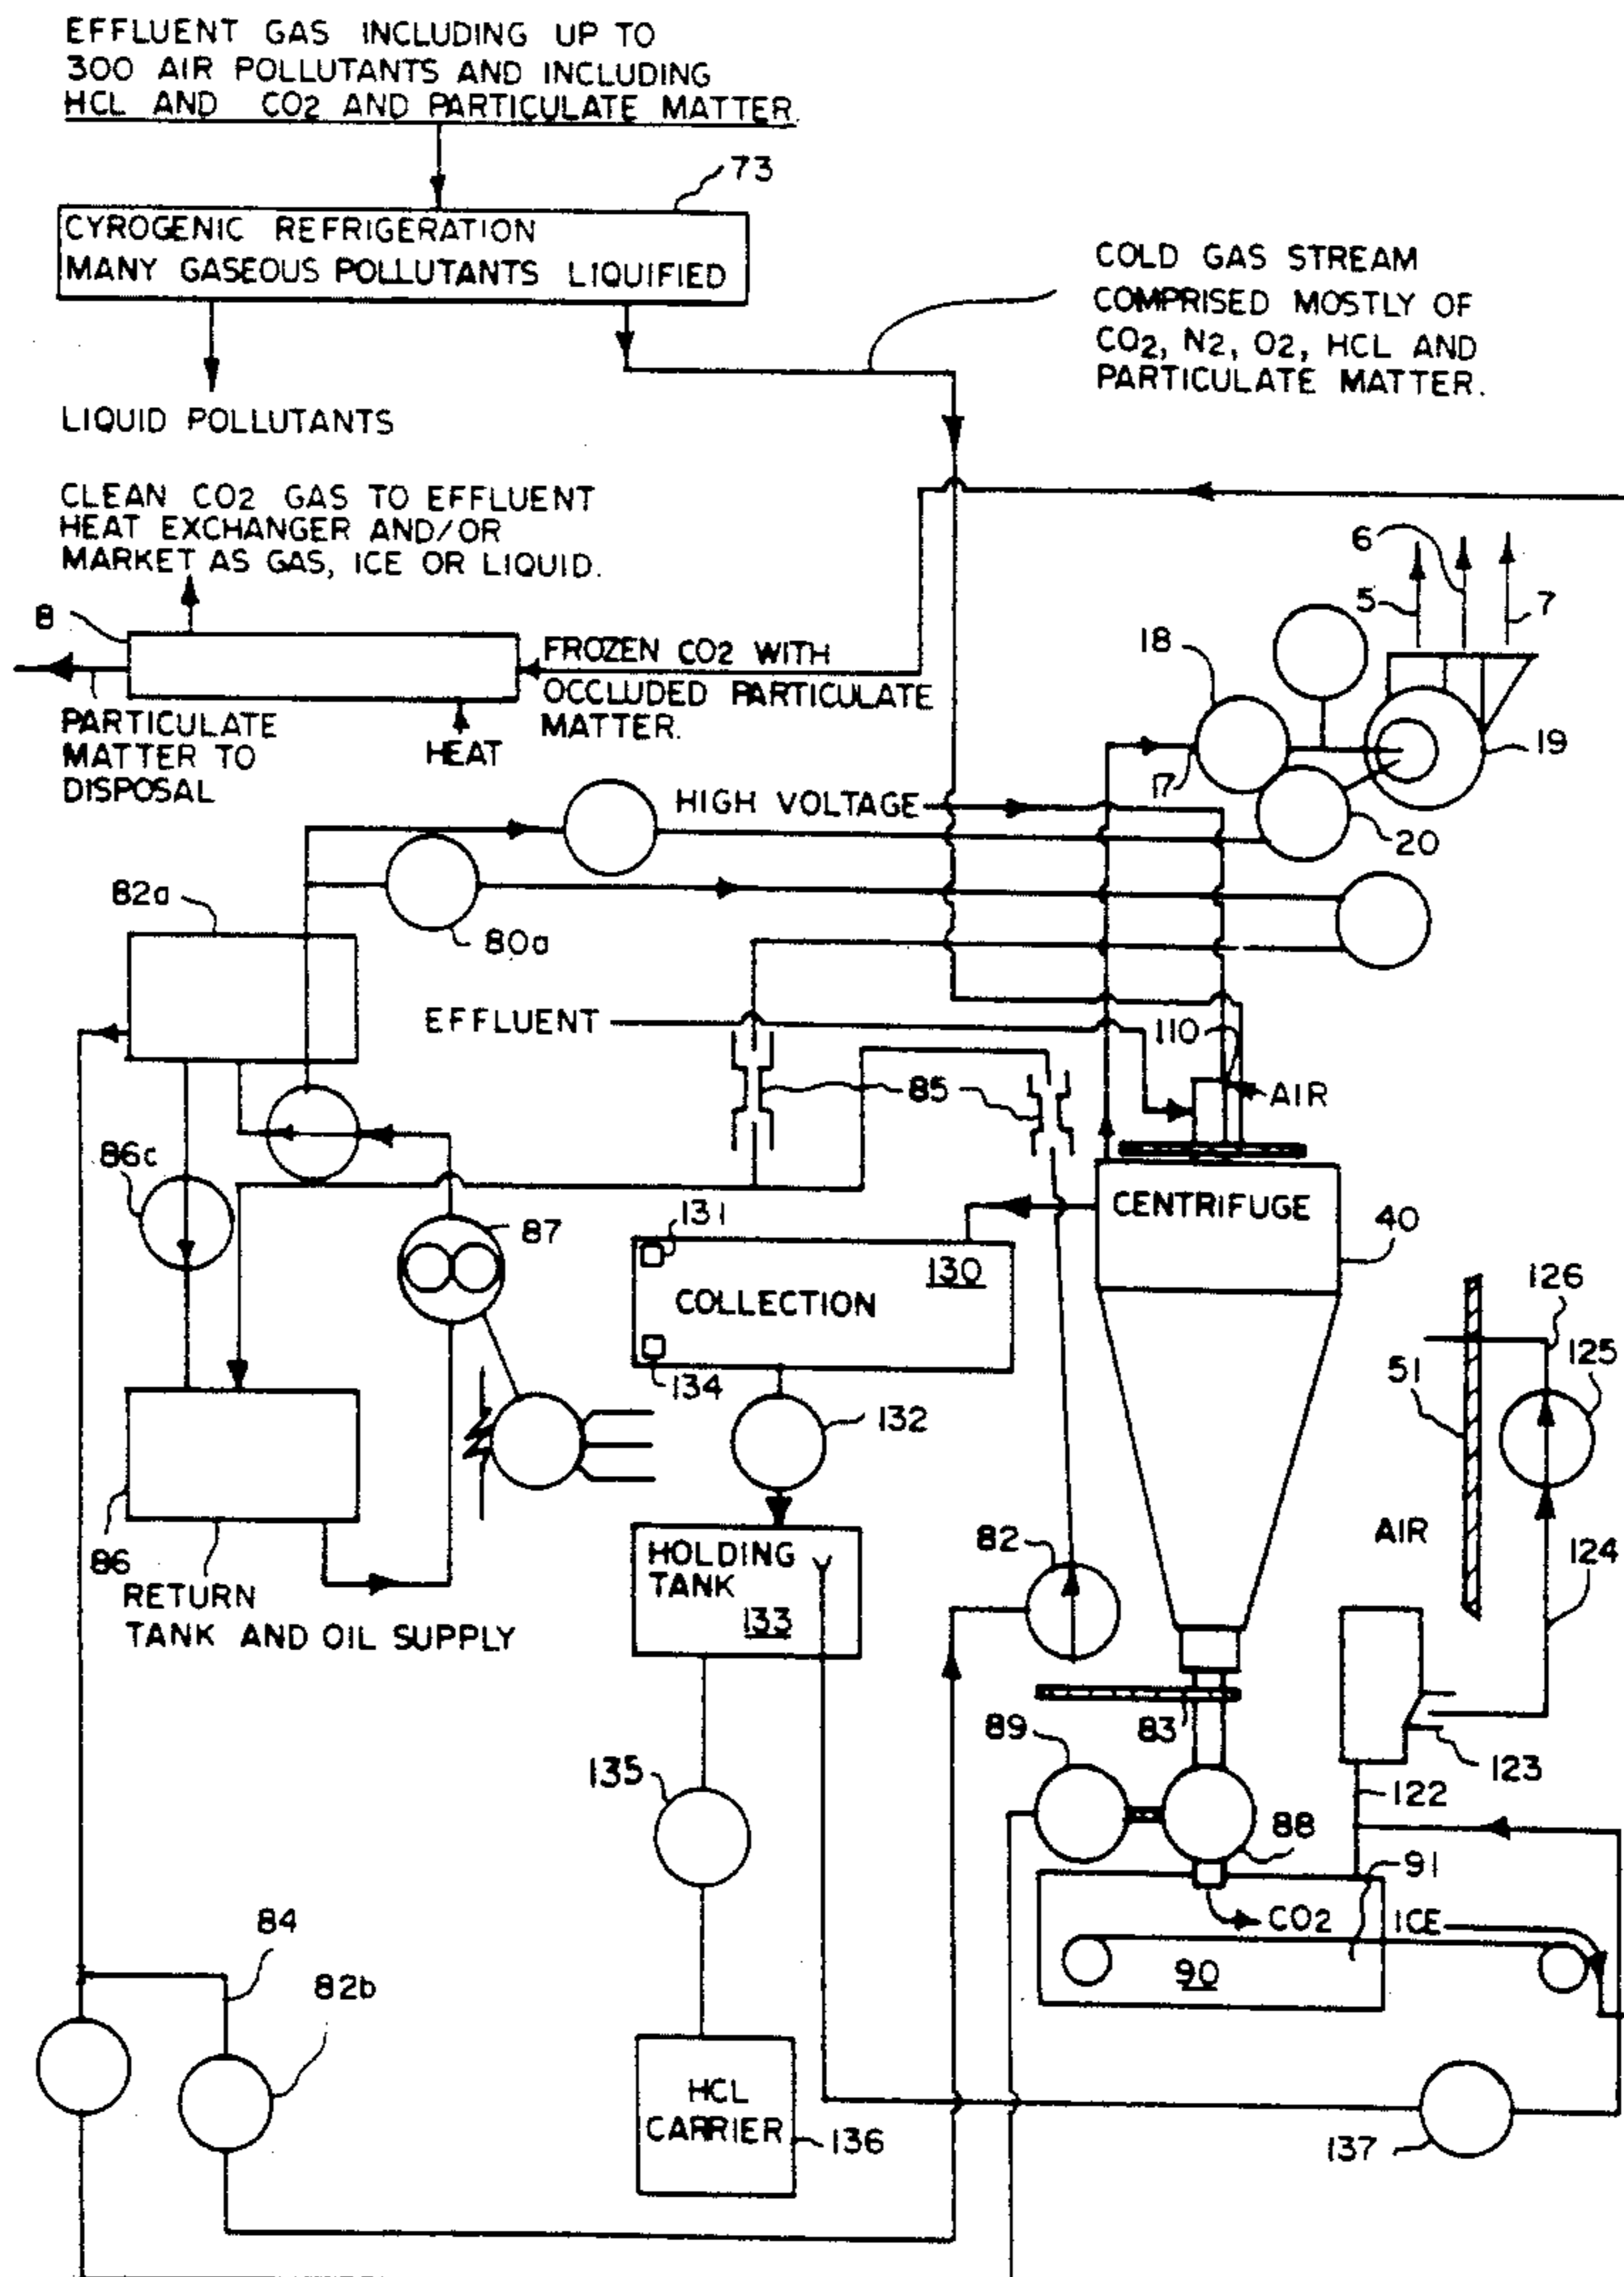 EFFLUENT GAS INCLUDING UP TO
300 AIR POLLUTANTS AND INCLUDING
HCL AND CO2 AND PARTICULATE MATTER
73
CYROGENIC REFRIGERATION
MANY GASEOUS POLLUTANTS LIQUIFIED
COLD GAS STREAM
COMPRISED MOSTLY OF
CO2, N2, O2, HCL AND
PARTICULATE MATTER.
LIQUID POLLUTANTS
CLEAN CO2 GAS TO EFFLUENT
HEAT EXCHANGER AND/OR
MARKET AS GAS, ICE OR LIQUID.
6
5
7
8
18
FROZEN CO2 WITH
OCCLUDED PARTICULATE
MATTER.
PARTICULATE
MATTER TO
DISPOSAL
HEAT
17
19
HIGH VOLTAGE
20
82a
80a
EFFLUENT
110
85
AIR
86c
87
131
CENTRIFUGE
40
130
COLLECTION
126
125
51
134
132
AIR
124
86
HOLDING
TANK
133
82
RETURN
TANK AND OIL SUPPLY
83
89
123
135
122
88
91
84
CO2 ICE
82b
90
HCL
CARRIER
136
137